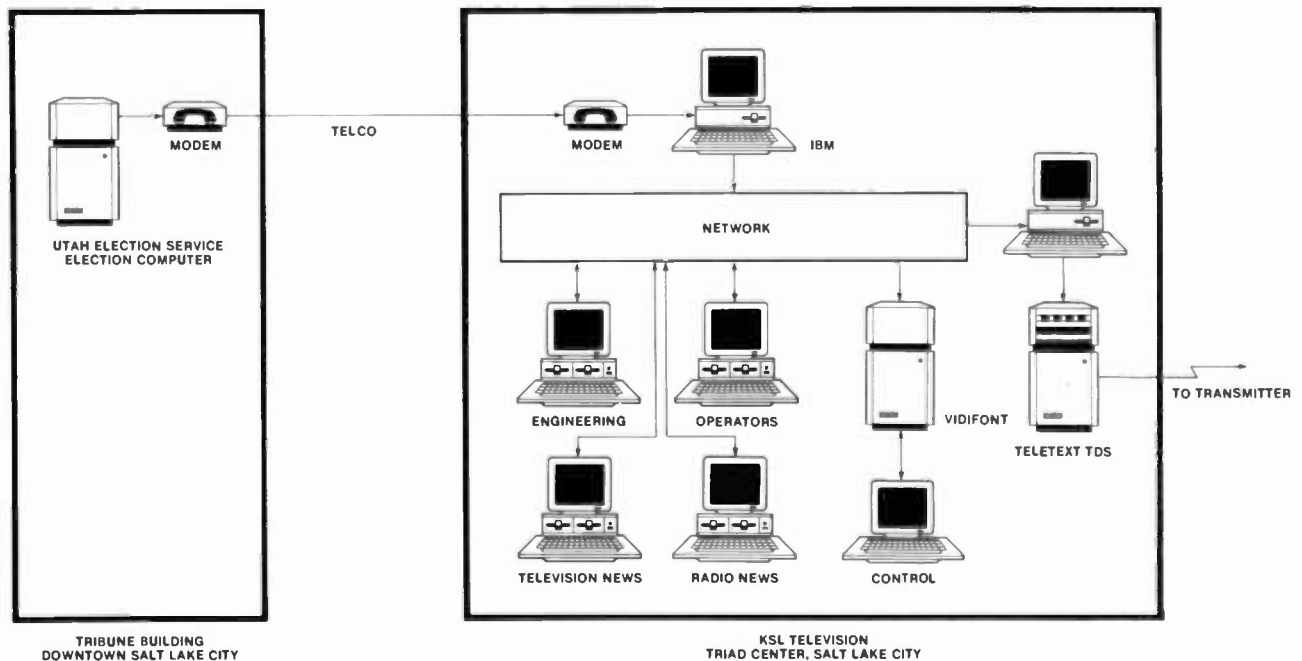 MODEM
TELCO
MODEM
IBM
UTAH ELECTION SERVICE
ELECTION COMPUTER
NETWORK
ENGINEERING
OPERATORS
VIDIFONT
TO TRANSMITTER
TELETEXT TDS
TELEVISION NEWS
RADIO NEWS
CONTROL
TRIBUNE BUILDING
DOWNTOWN SALT LAKE CITY
KSL TELEVISION
TRIAD CENTER, SALT LAKE CITY